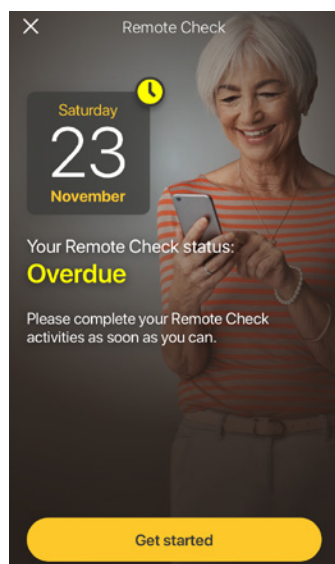 Remote Check
Saturday
23
November
Your Remote Check status:
Overdue
Please complete your Remote Check
activities as soon as you can.
Get started